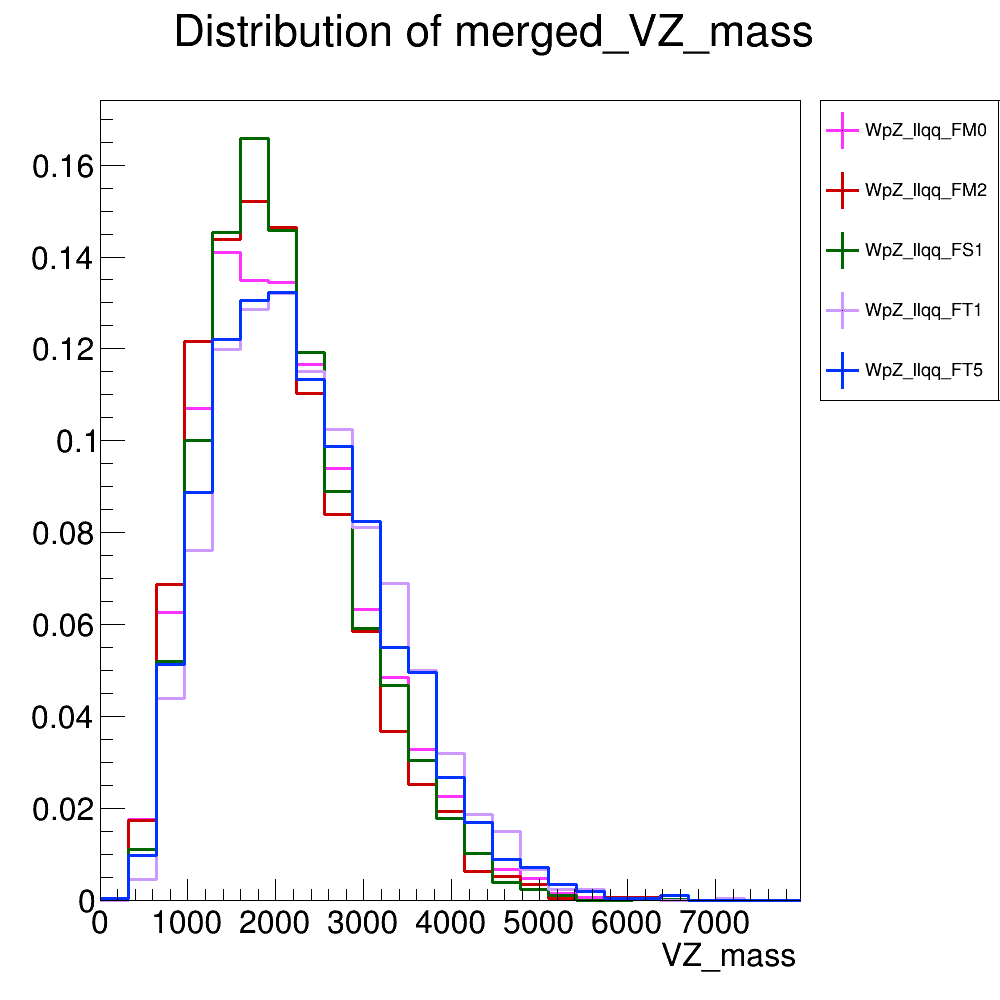 Distribution of merged_VZ_mass
WpZ_llqq_FM0
WpZ_llqq_FM2
WpZ_llqq_FS1
WpZ_llqq_FT1
WpZ_llqq_FT5
0.16
0.14
0.12
0.1
0.08
0.06
0.04
0.02
0
0 1000 2000 3000 4000 5000 6000 7000
VZ_mass